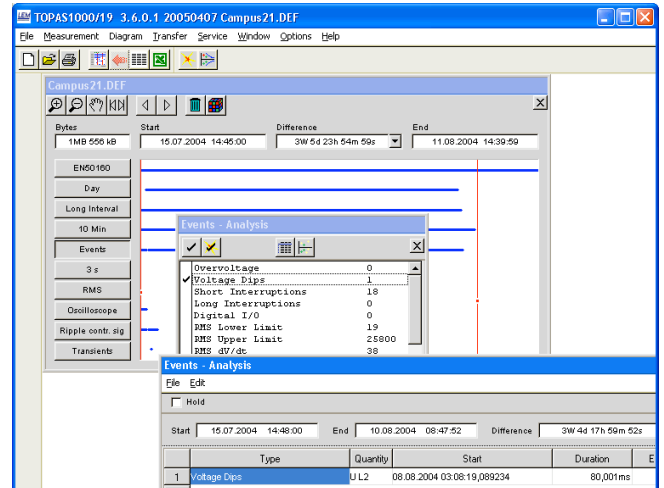 LEM TOPAS1000/19 3.6.0.1 20050407 Campus21.DEF
File Measurement Diagram Transfer Service Window Options Help
Campus21.DEF
Bytes Start Difference End
1MB 556 kB 15.07.2004 14:45:00 3W 5d 23h 54m 59s 11.08.2004 14:39:59
EN50160
Day
Long Interval
10 Min
Events
3 s
RMS
Oscilloscope
Ripple contr. sig
Transients
Events - Analysis
Overvoltage 0
Voltage Dips 1
Short Interruptions 18
Long Interruptions 0
Digital I/O 0
RMS Lower Limit 19
RMS Upper Limit 25800
RMS dV/dt 38
Events - Analysis
File Edit
Hold
Start 15.07.2004 14:48:00 End 10.08.2004 08:47:52 Difference 3W 4d 17h 59m 52s
Type Quantity Start Duration E
1 Voltage Dips U L2 08.08.2004 03:08:19,089234 80,001ms